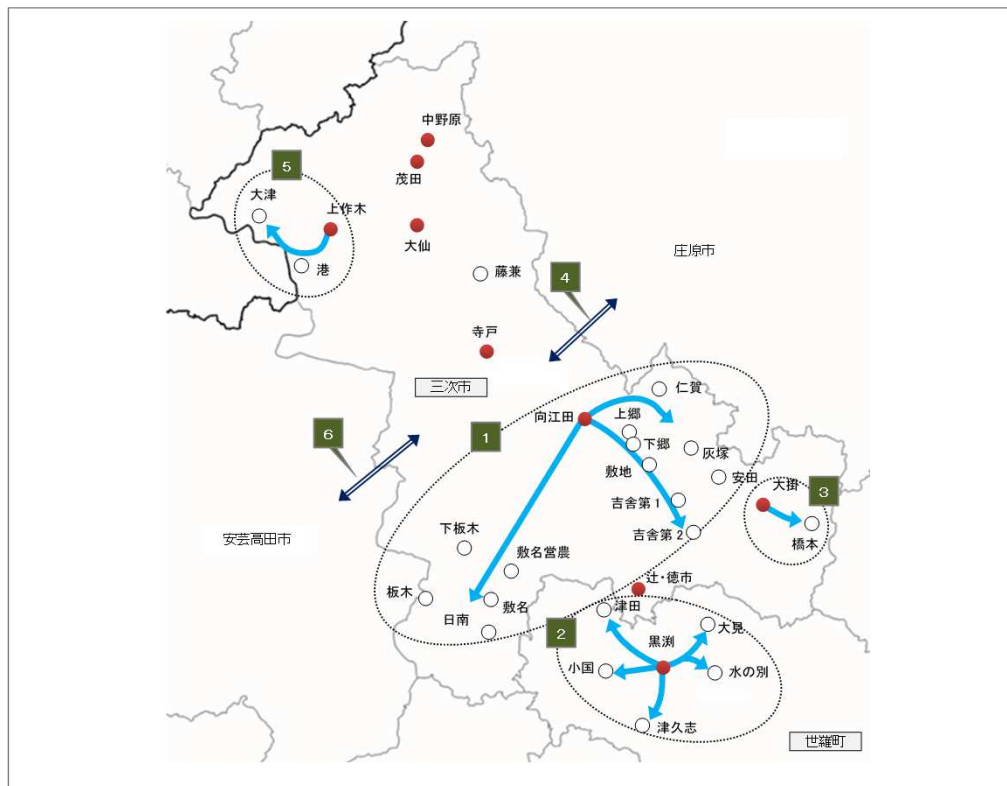 中野原
茂田
5
大津
上作木
大仙
港
藤兼
庄原市
4
寺戸
三次市
仁賀
向江田
上郷
1
6
下郷
灰塚
敷地
安田
大掛
3
吉舎第1
吉舎第2
橋本
安芸高田市
下板木
敷名営農
辻・徳市
板木
敷名
津田
日南
2
黒渕
大見
小国
水の別
津久志
世羅町